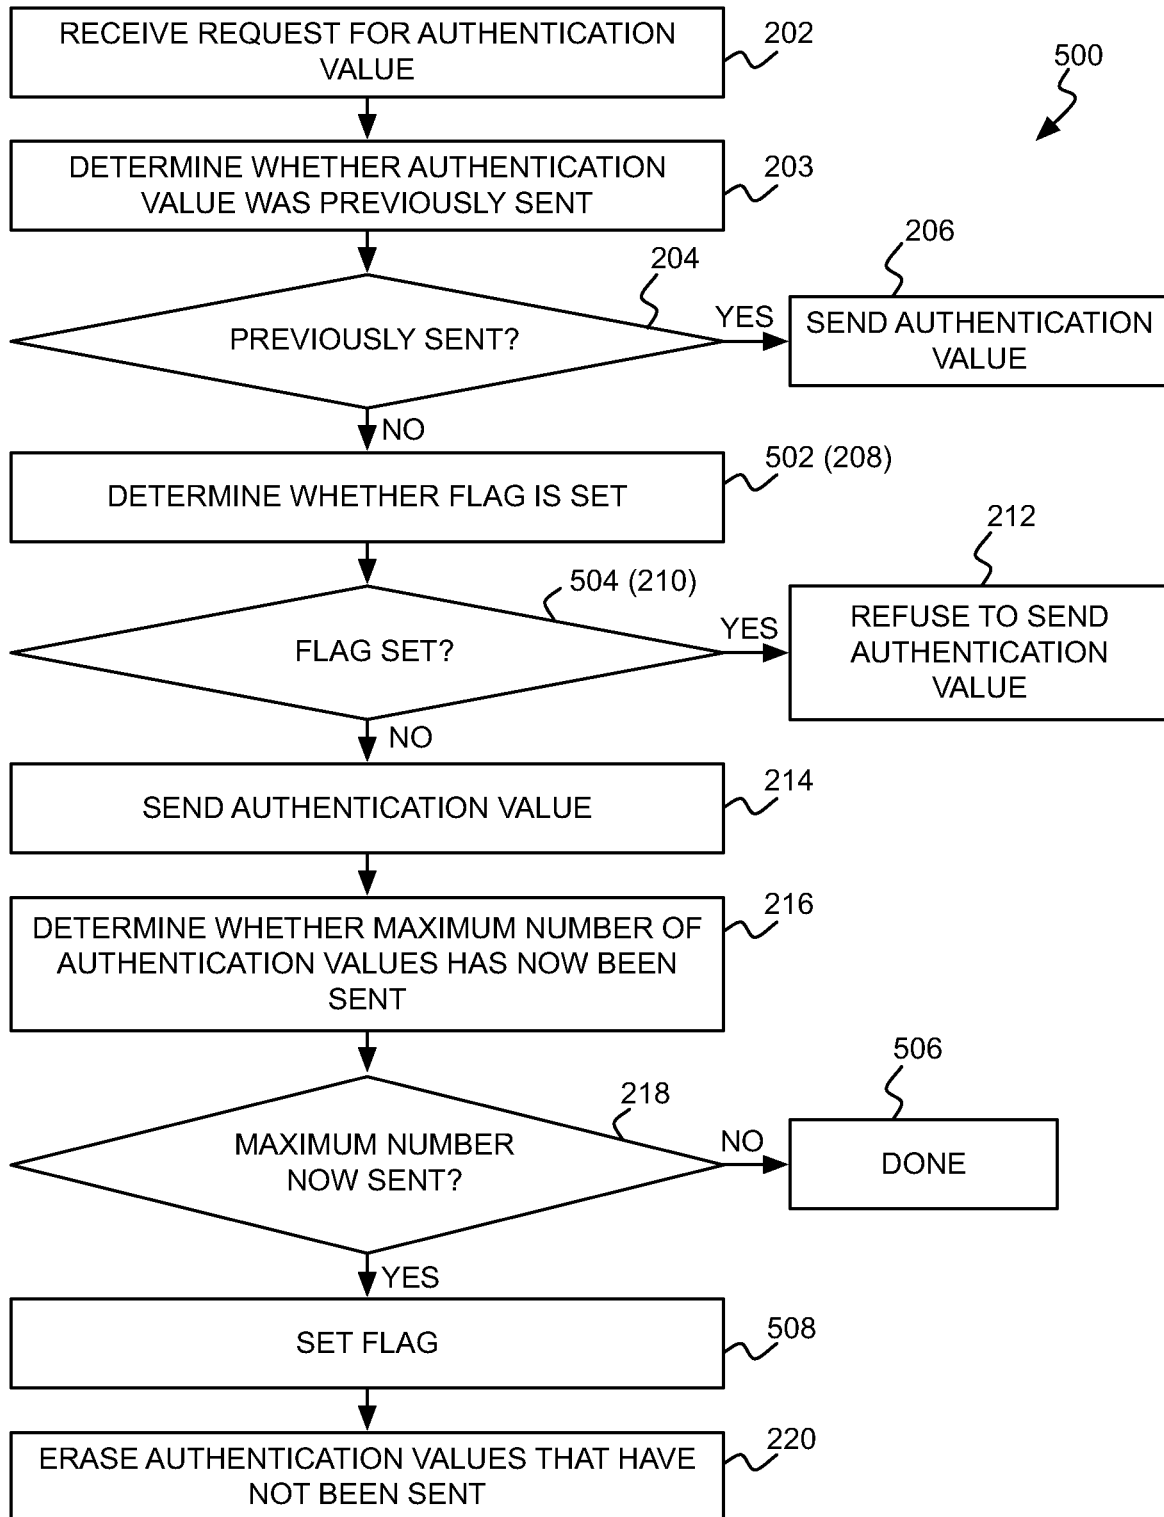 RECEIVE REQUEST FOR AUTHENTICATION
VALUE
202
500
DETERMINE WHETHER AUTHENTICATION
VALUE WAS PREVIOUSLY SENT
203
204
206
PREVIOUSLY SENT?
YES
SEND AUTHENTICATION
VALUE
NO
DETERMINE WHETHER FLAG IS SET
502 (208)
504 (210)
212
FLAG SET?
YES
REFUSE TO SEND
AUTHENTICATION
VALUE
NO
SEND AUTHENTICATION VALUE
214
DETERMINE WHETHER MAXIMUM NUMBER OF
AUTHENTICATION VALUES HAS NOW BEEN
SENT
216
218
506
MAXIMUM NUMBER
NOW SENT?
NO
DONE
YES
SET FLAG
508
ERASE AUTHENTICATION VALUES THAT HAVE
NOT BEEN SENT
220